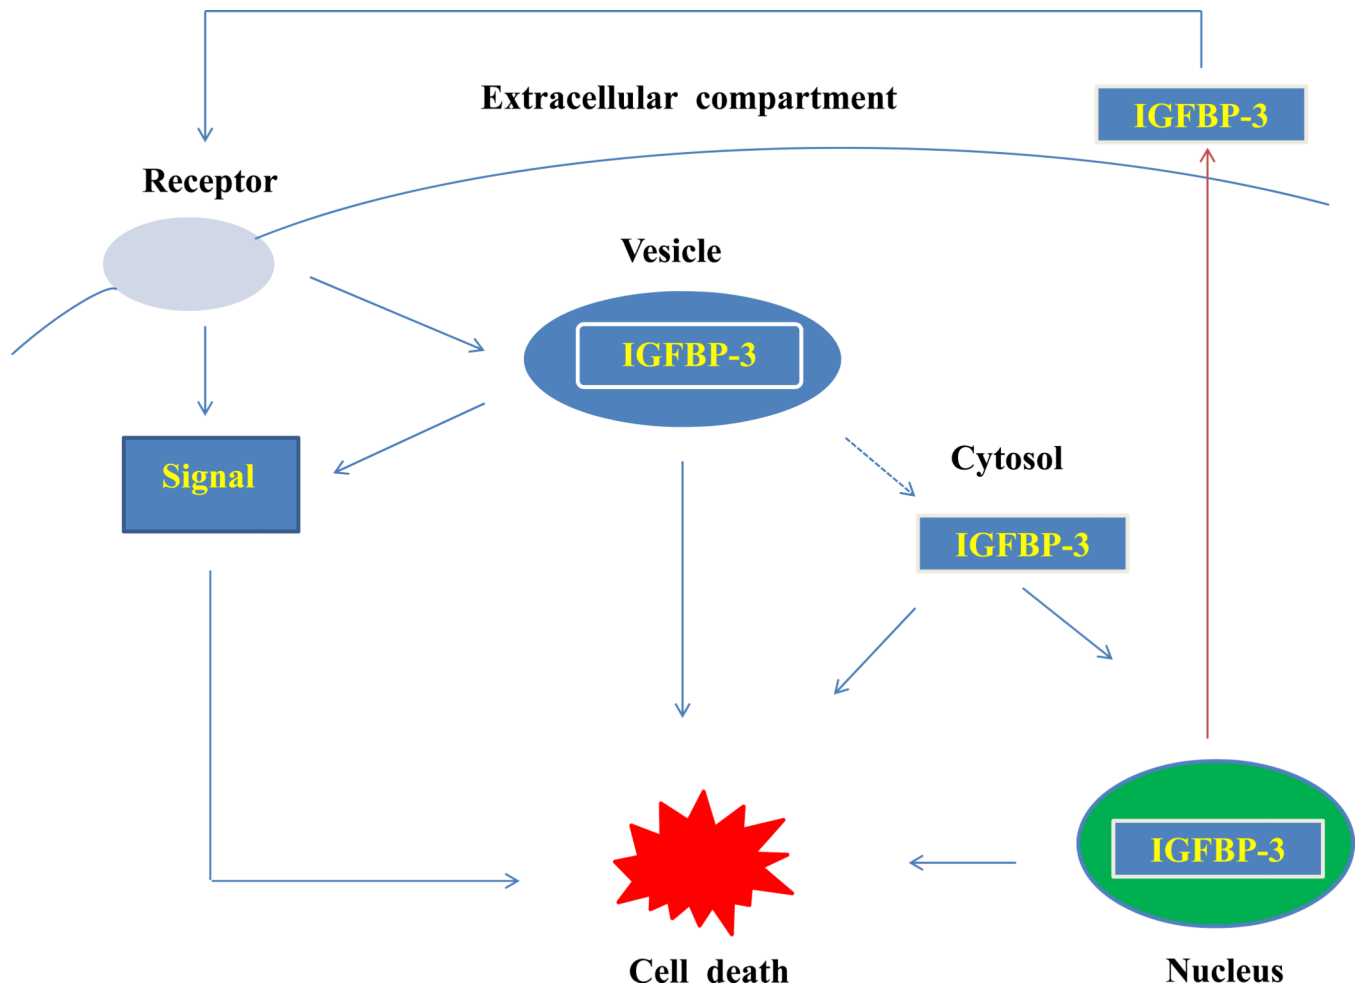 Extracellular compartment
IGFBP-3
Receptor
Vesicle
IGFBP-3
Signal
Cytosol
IGFBP-3
IGFBP-3
Cell death
Nucleus